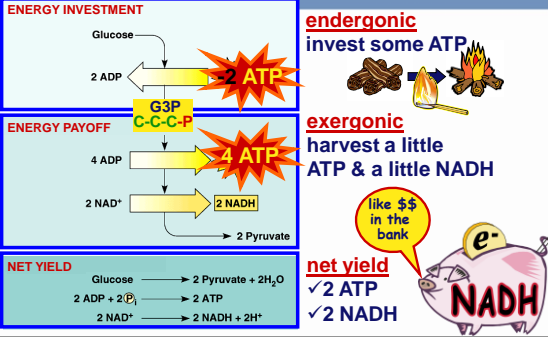 ENERGY INVESTMENT
Glucose
2 ADP
-2 ATP
endergonic
invest some ATP
G3P
C-C-C-P
ENERGY PAYOFF
4 ADP
4 ATP
2 NAD⁺
2 NADH
2 Pyruvate
exergonic
harvest a little
ATP & a little NADH
like $$
in the
bank
NET YIELD
Glucose → 2 Pyruvate + 2H₂O
2 ADP + 2 Pᵢ → 2 ATP
2 NAD⁺ → 2 NADH + 2H⁺
net yield
✓2 ATP
✓2 NADH
e-
NADH